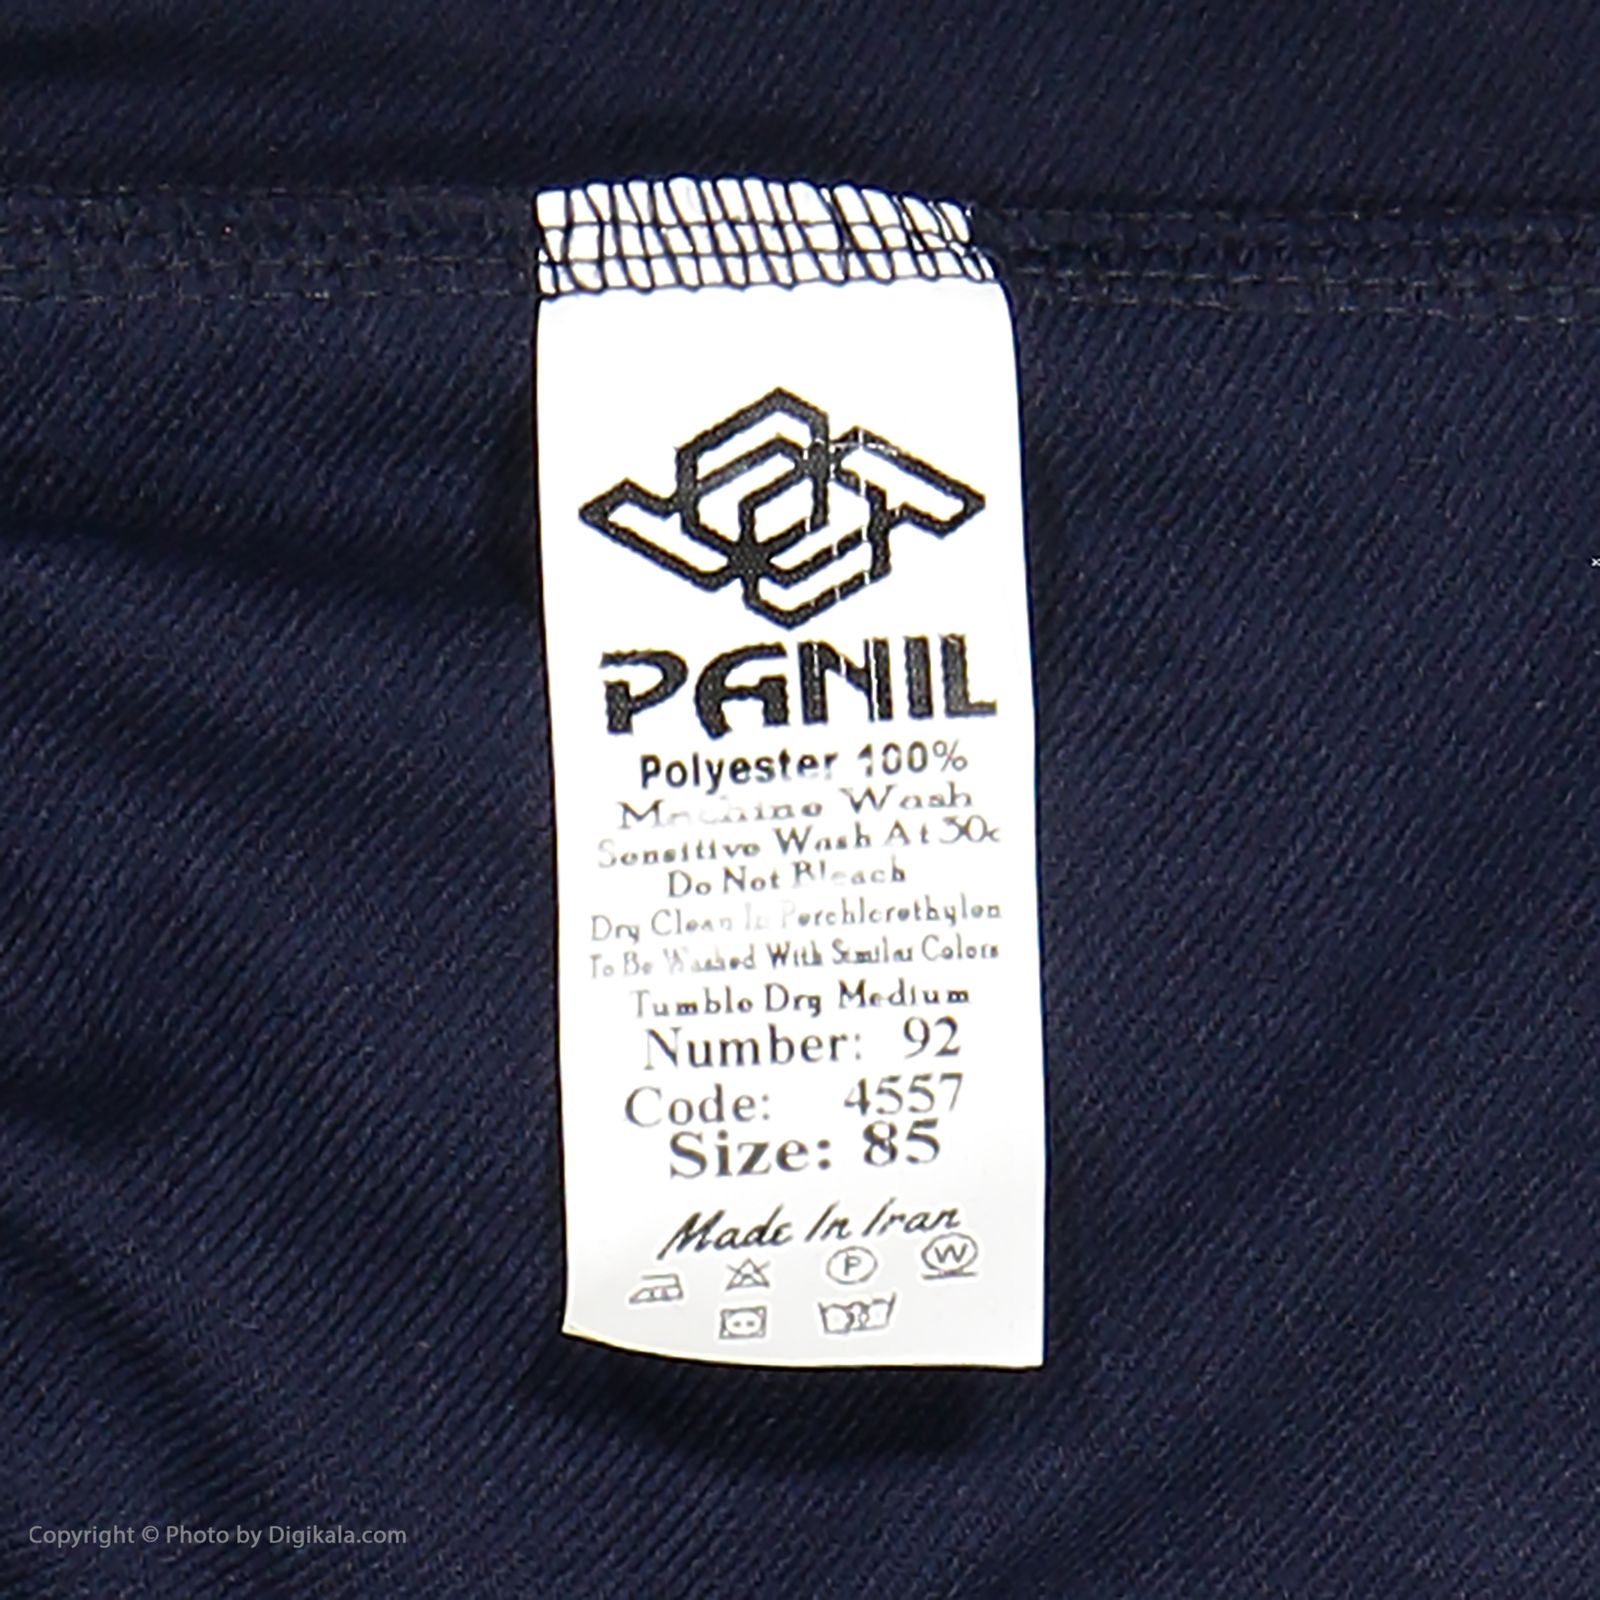 PANIL
Polyester 100%
Machine Wash
Sensitive Wash At 30c
Do Not Bleach
Dry Clean In Perchlorethylen
To Be Washed With Similar Colors
Tumble Dry Medium
Number: 92
Code: 4557
Size: 85
Made In Iran
P W
Copyright © Photo by Digikala.com